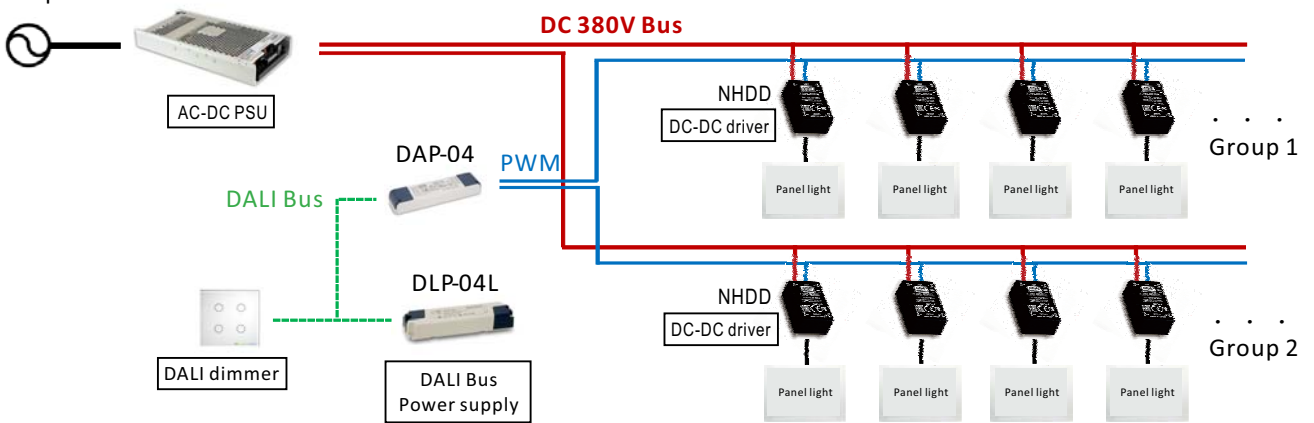 DC 380V Bus
AC-DC PSU
NHDD
DC-DC driver
Panel light
Panel light
Panel light
Panel light
. . .
Group 1
DAP-04
PWM
DALI Bus
DLP-04L
DALI dimmer
DALI Bus
Power supply
NHDD
DC-DC driver
Panel light
Panel light
Panel light
Panel light
. . .
Group 2